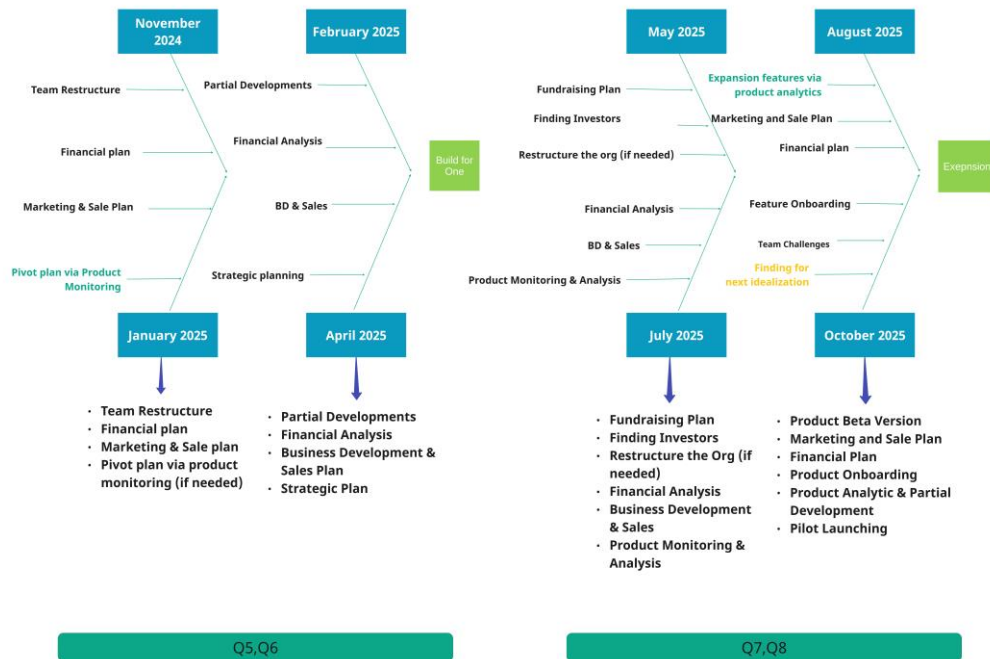 November
2024
February 2025
Team Restructure
Partial Developments
Financial plan
Financial Analysis
Marketing & Sale Plan
BD & Sales
Pivot plan via Product
Monitoring
Strategic planning
Build for
One
January 2025
April 2025
· Team Restructure
· Financial plan
· Marketing & Sale plan
· Pivot plan via product
monitoring (if needed)
· Partial Developments
· Financial Analysis
· Business Development &
Sales Plan
· Strategic Plan
Q5,Q6
May 2025
August 2025
Fundraising Plan
Finding Investors
Restructure the org (if needed)
Financial Analysis
BD & Sales
Product Monitoring & Analysis
Expansion features via
product analytics
Marketing and Sale Plan
Financial plan
Feature Onboarding
Team Challenges
Finding for
next idealization
Exepnsion
July 2025
October 2025
· Fundraising Plan
· Finding Investors
· Restructure the Org (if
needed)
· Financial Analysis
· Business Development
& Sales
· Product Monitoring &
Analysis
· Product Beta Version
· Marketing and Sale Plan
· Financial Plan
· Product Onboarding
· Product Analytic & Partial
Development
· Pilot Launching
Q7,Q8